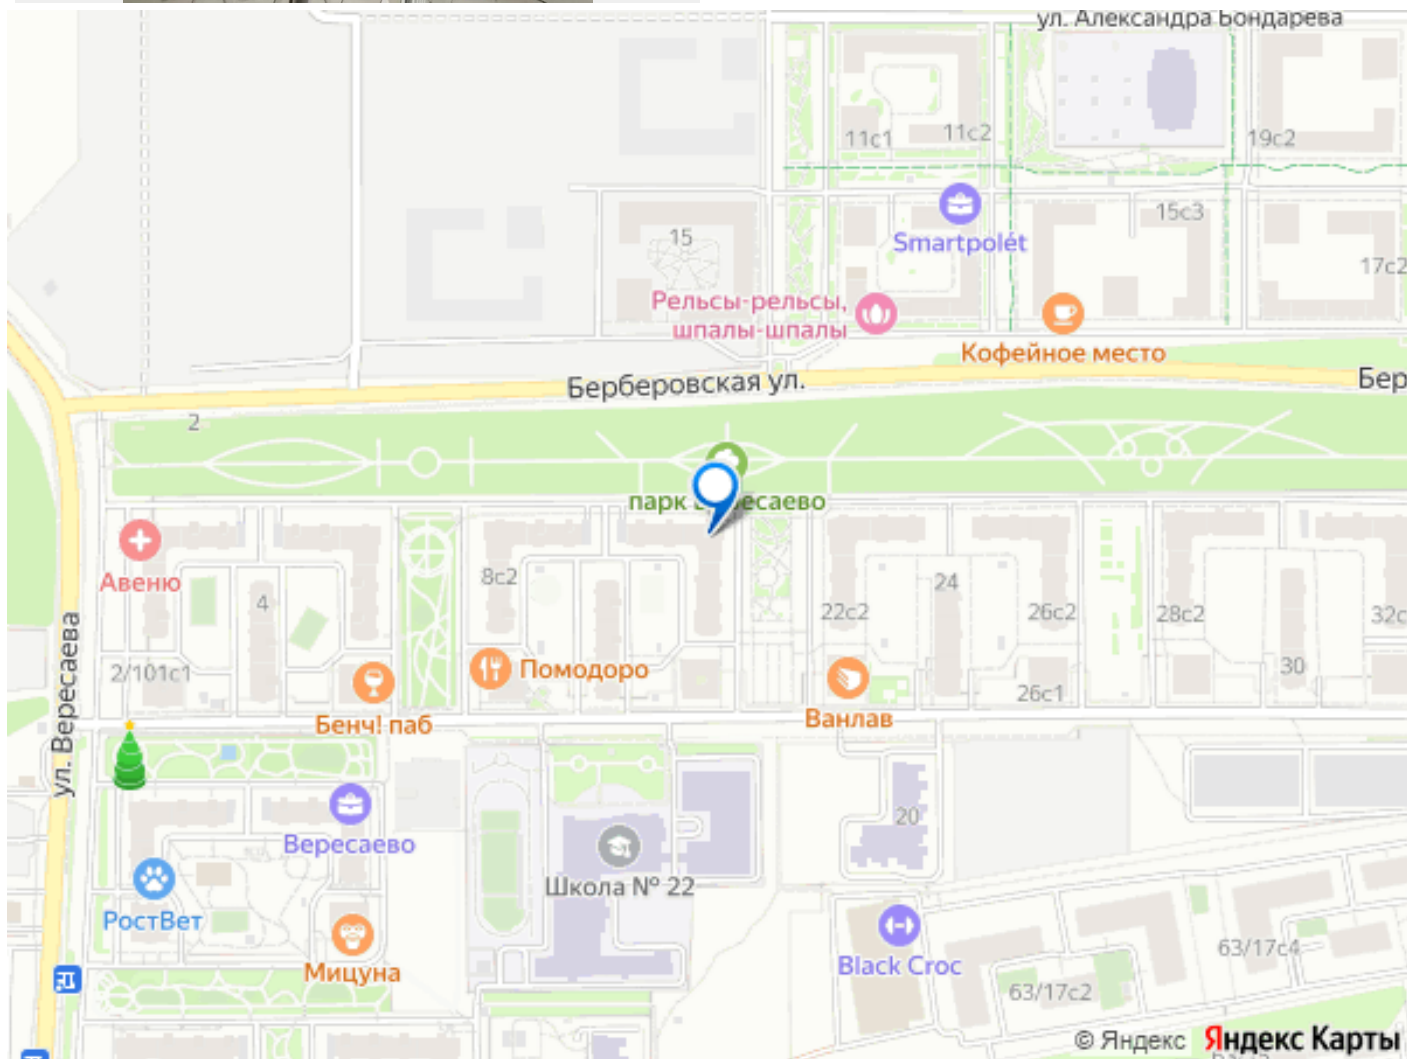 ул. Александра Бондарева
11с1
11с2
19с2
15с3
15
Smartpolét
17с2
Рельсы-рельсы,
шпалы-шпалы
Кофейное место
Берберовская ул.
Бер
2
парк
Авеню
8с2
4
24
22с2
26с2
28с2
32с
ул. Вересаева
2/101с1
Помодоро
30
26с1
Бенч! паб
Ванлав
Вересаево
20
Школа № 22
РостВет
Мицуна
Black Croc
63/17с4
63/17с2
© Яндекс Яндекс Карты